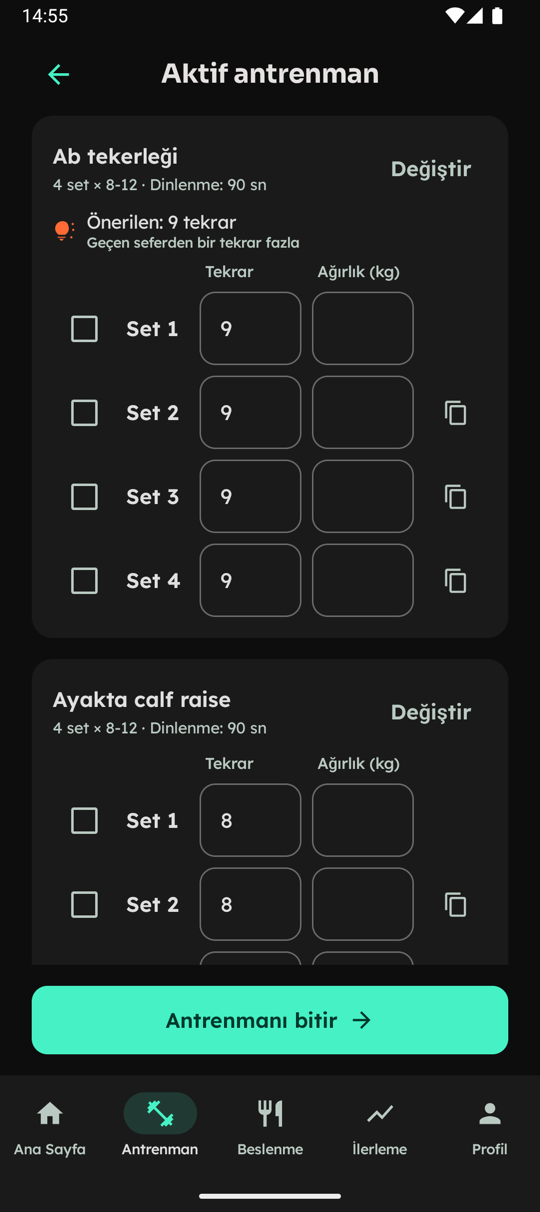 14:55
Aktif antrenman
Ab tekerleği
Değiştir
4 set × 8-12 · Dinlenme: 90 sn
Önerilen: 9 tekrar
Geçen seferden bir tekrar fazla
Tekrar Ağırlık (kg)
Set 1 9
Set 2 9
Set 3 9
Set 4 9
Ayakta calf raise
Değiştir
4 set × 8-12 · Dinlenme: 90 sn
Tekrar Ağırlık (kg)
Set 1 8
Set 2 8
Antrenmanı bitir
Ana Sayfa Antrenman Beslenme İlerleme Profil